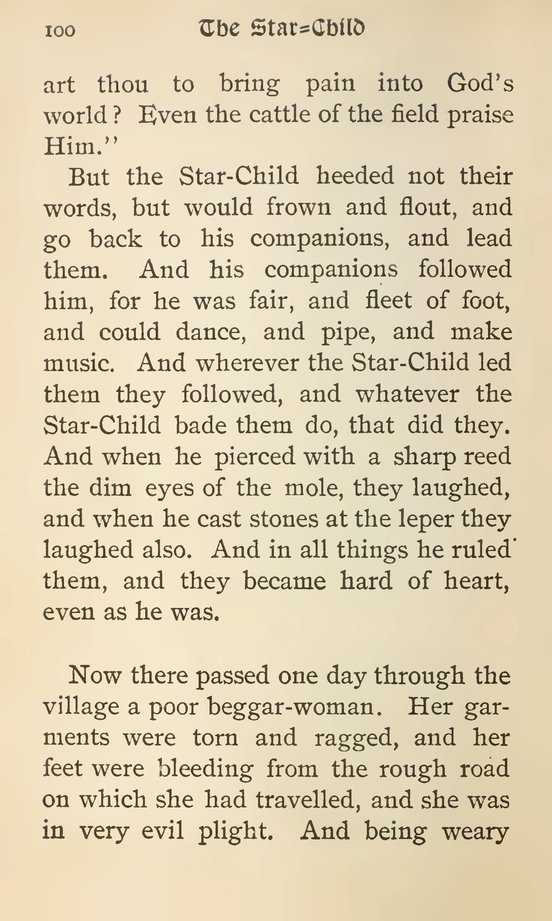 100 The Star=Child
art thou to bring pain into God's
world? Even the cattle of the field praise
Him."
But the Star-Child heeded not their
words, but would frown and flout, and
go back to his companions, and lead
them. And his companions followed
him, for he was fair, and fleet of foot,
and could dance, and pipe, and make
music. And wherever the Star-Child led
them they followed, and whatever the
Star-Child bade them do, that did they.
And when he pierced with a sharp reed
the dim eyes of the mole, they laughed,
and when he cast stones at the leper they
laughed also. And in all things he ruled
them, and they became hard of heart,
even as he was.
Now there passed one day through the
village a poor beggar-woman. Her gar-
ments were torn and ragged, and her
feet were bleeding from the rough road
on which she had travelled, and she was
in very evil plight. And being weary